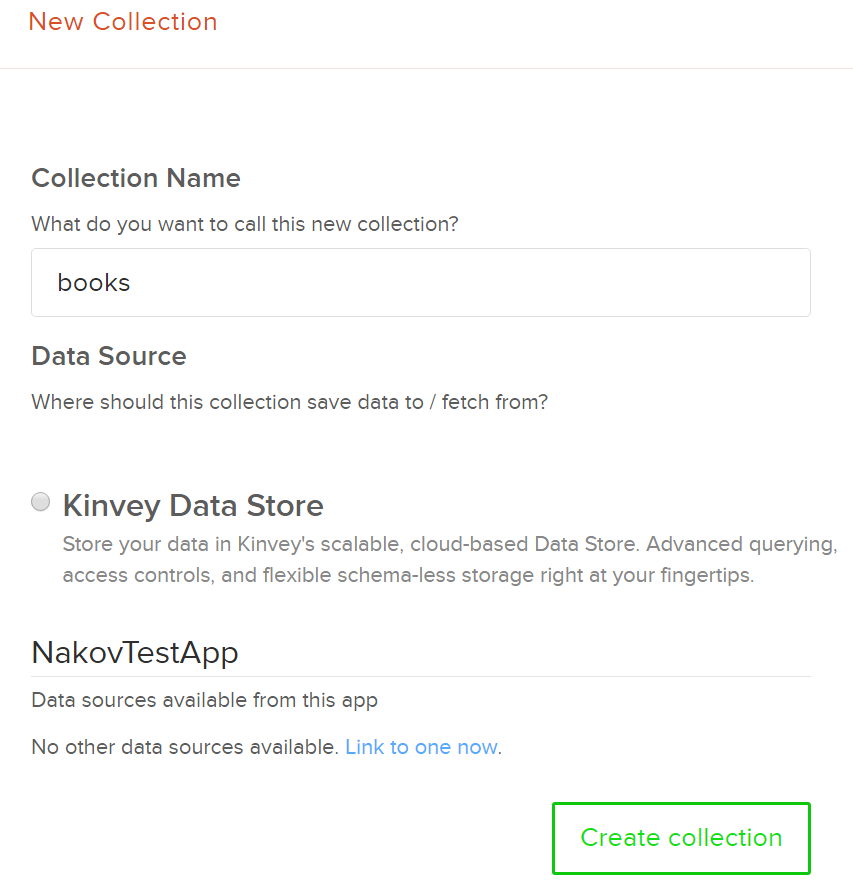 New Collection
Collection Name
What do you want to call this new collection?
books
Data Source
Where should this collection save data to / fetch from?
Kinvey Data Store
Store your data in Kinvey's scalable, cloud-based Data Store. Advanced querying,
access controls, and flexible schema-less storage right at your fingertips.
NakovTestApp
Data sources available from this app
No other data sources available. Link to one now.
Create collection